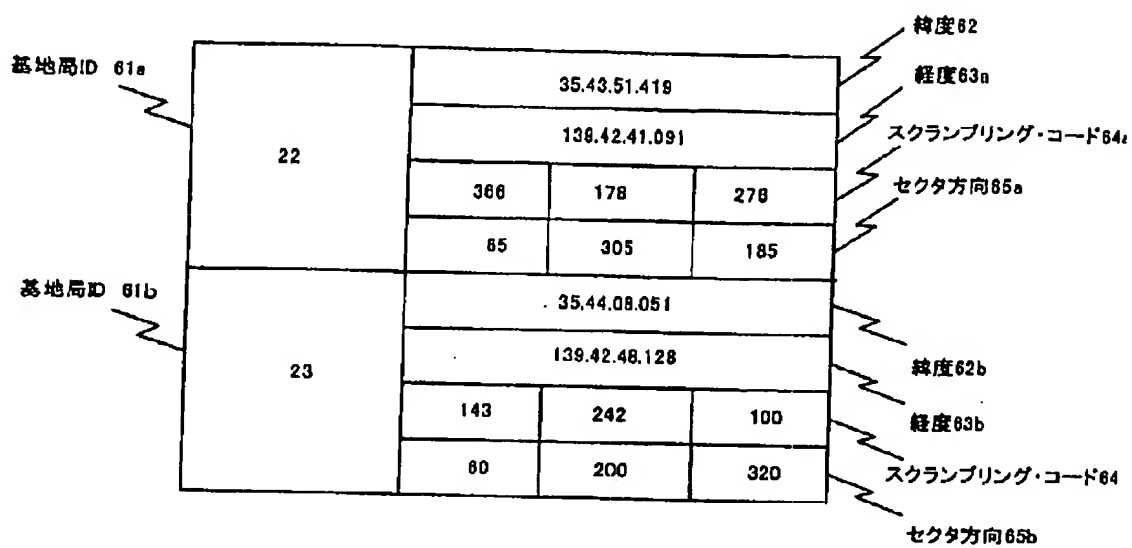 緯度62
基地局ID 61a
35.43.51.419
経度63a
139.42.41.091
スクランブリング・コード64a
22
366 178 276
セクタ方向65a
65 305 185
基地局ID 61b
35.44.08.051
139.42.48.128
緯度62b
23
143 242 100
経度63b
60 200 320
スクランブリング・コード64
セクタ方向65b